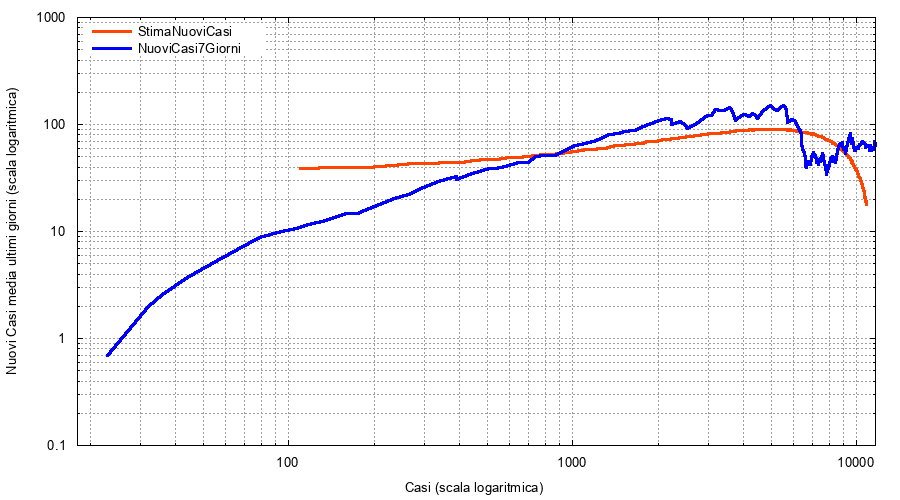 1000
StimaNuoviCasi
NuoviCasi7Giorni
100
10
1
0.1
Nuovi Casi media ultimi giorni (scala logaritmica)
100
1000
10000
Casi (scala logaritmica)